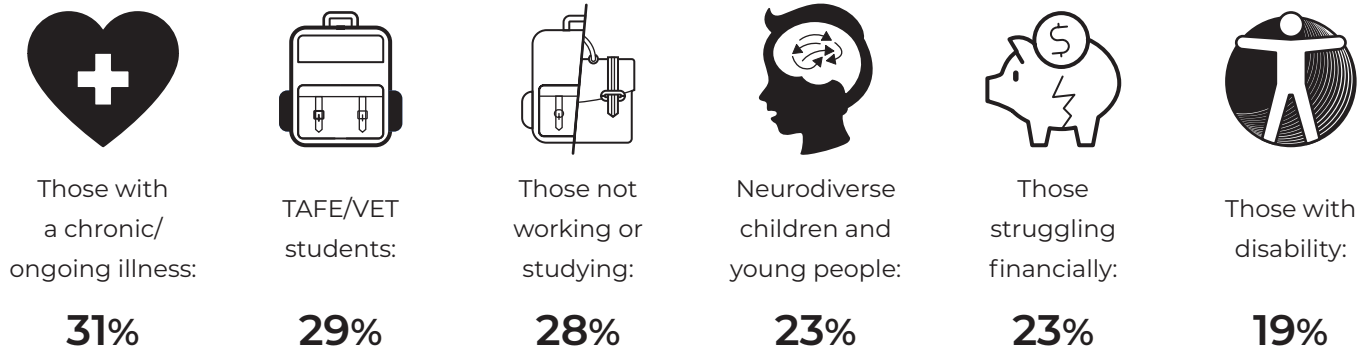 $
Those with
a chronic/
ongoing illness:
31%
TAFE/VET
students:
29%
Those not
working or
studying:
28%
Neurodiverse
children and
young people:
23%
Those
struggling
financially:
23%
Those with
disability:
19%